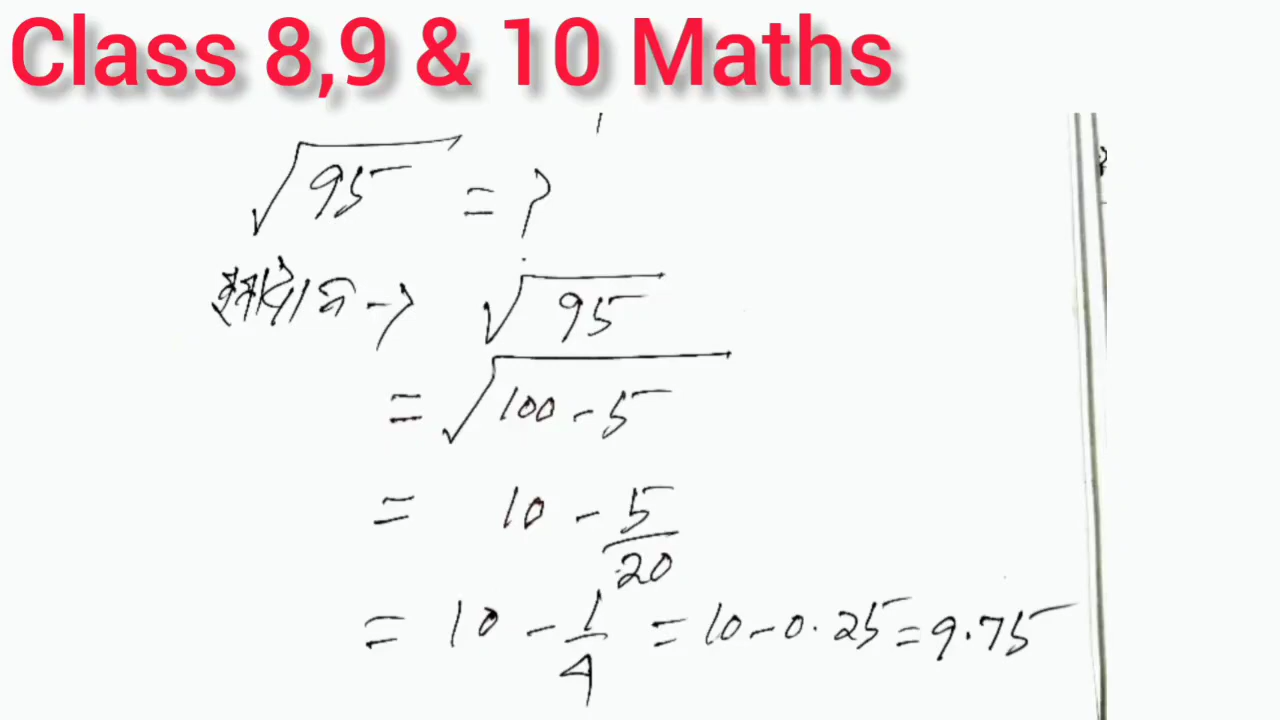 Class 8,9 & 10 Maths
√95 = ?
समाधान → √95
= √100 - 5
= 10 - 5/20
= 10 - 1/4 = 10 - 0.25 = 9.75